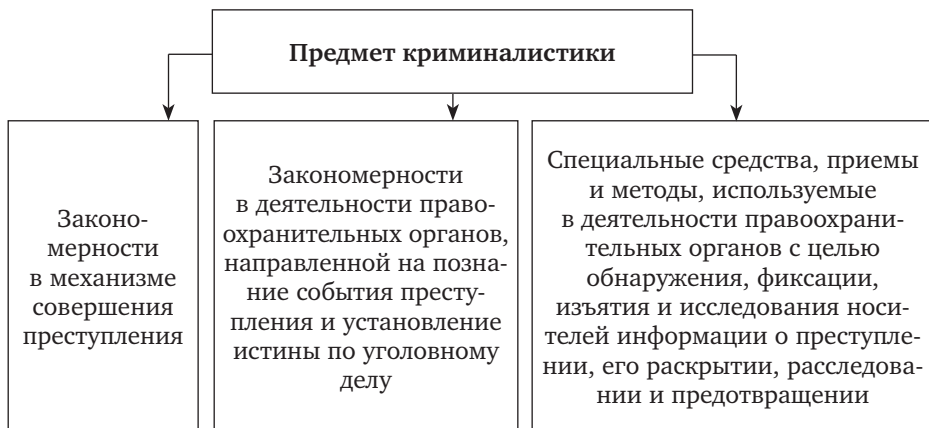 Предмет криминалистики
Законо-
мерности
в механизме
совершения
преступления
Закономерности
в деятельности право-
охранительных органов,
направленной на позна-
ние события престу-
пления и установление
истины по уголовному
делу
Специальные средства, приемы
и методы, используемые
в деятельности правоохрани-
тельных органов с целью
обнаружения, фиксации,
изъятия и исследования носи-
телей информации о преступле-
нии, его раскрытии, расследова-
нии и предотвращении